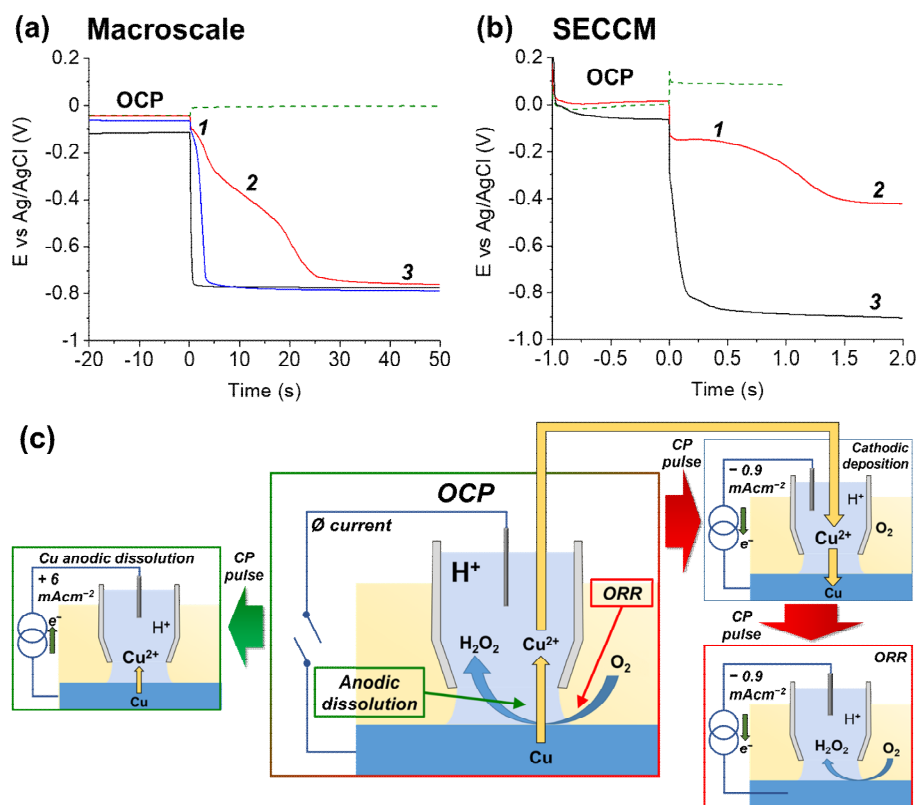 (a) Macroscale
0.2
0
-0.2
-0.4
-0.6
-0.8
-1
E vs Ag/AgCl (V)
OCP
1
2
3
-20 -10 0 10 20 30 40 50
Time (s)
(b) SECCM
0.2
0.0
-0.2
-0.4
-0.6
-0.8
-1.0
E vs Ag/AgCl (V)
OCP
1
2
3
-1.0 -0.5 0.0 0.5 1.0 1.5 2.0
Time (s)
(c)
Cu anodic dissolution
+ 6
mAcm⁻²
e⁻
H⁺
Cu²⁺
Cu
CP
pulse
OCP
Ø current
H⁺
ORR
H₂O₂
Cu²⁺
O₂
Anodic
dissolution
Cu
CP
pulse
Cathodic
deposition
− 0.9
mAcm⁻²
H⁺
e⁻
Cu²⁺
O₂
Cu
CP
pulse
ORR
− 0.9
mAcm⁻²
H⁺
e⁻
H₂O₂
O₂